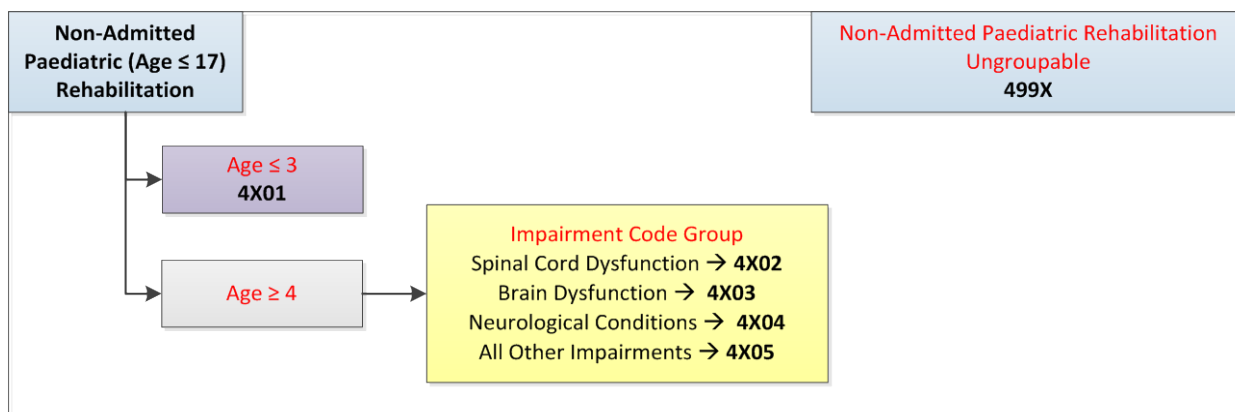 Non-Admitted
Paediatric (Age ≤ 17)
Rehabilitation
Non-Admitted Paediatric Rehabilitation
Ungroupable
499X
Age ≤ 3
4X01
Age ≥ 4
Impairment Code Group
Spinal Cord Dysfunction → 4X02
Brain Dysfunction → 4X03
Neurological Conditions → 4X04
All Other Impairments → 4X05